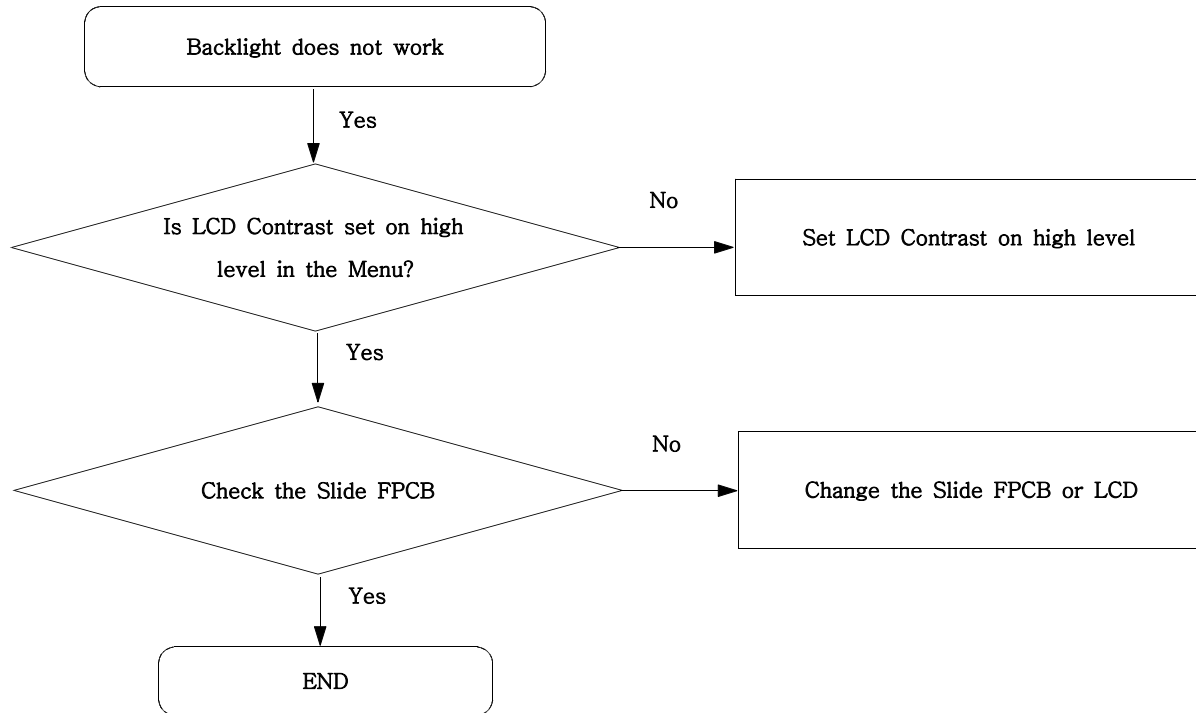 Backlight does not work
Yes
Is LCD Contrast set on high
level in the Menu?
No
Set LCD Contrast on high level
Yes
Check the Slide FPCB
No
Change the Slide FPCB or LCD
Yes
END